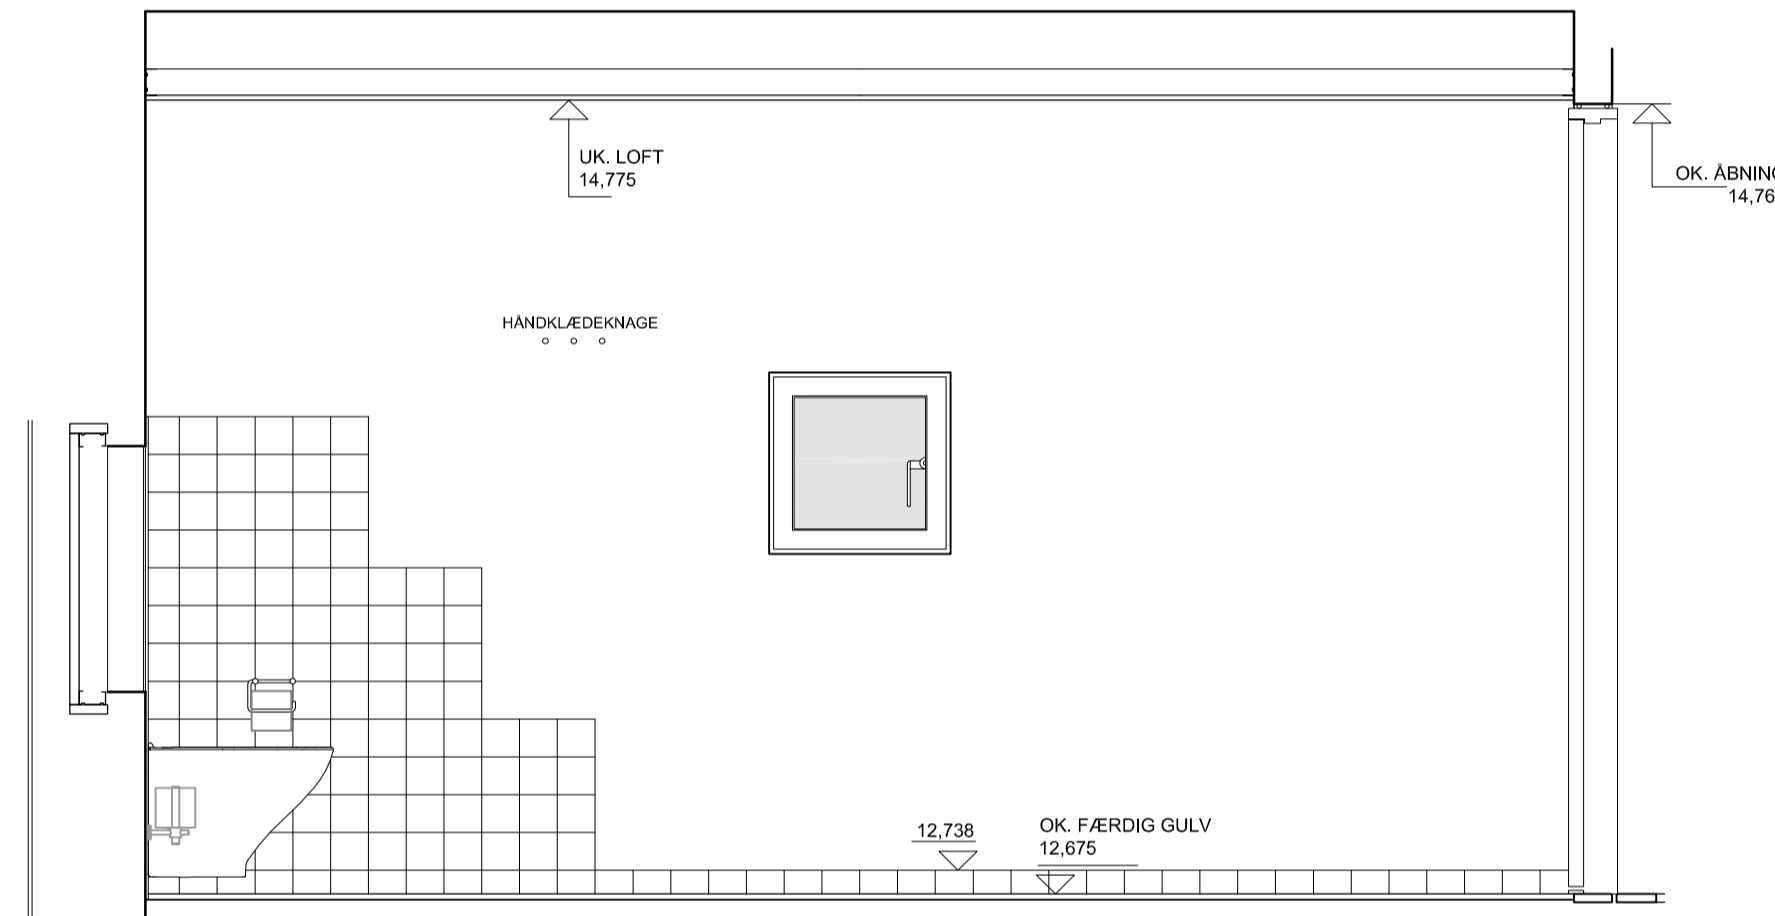 UK. LOFT
14,775
OK. ÅBNING
14,76
HÅNDKLÆDEKNAGE
12,738
OK. FÆRDIG GULV
12,675